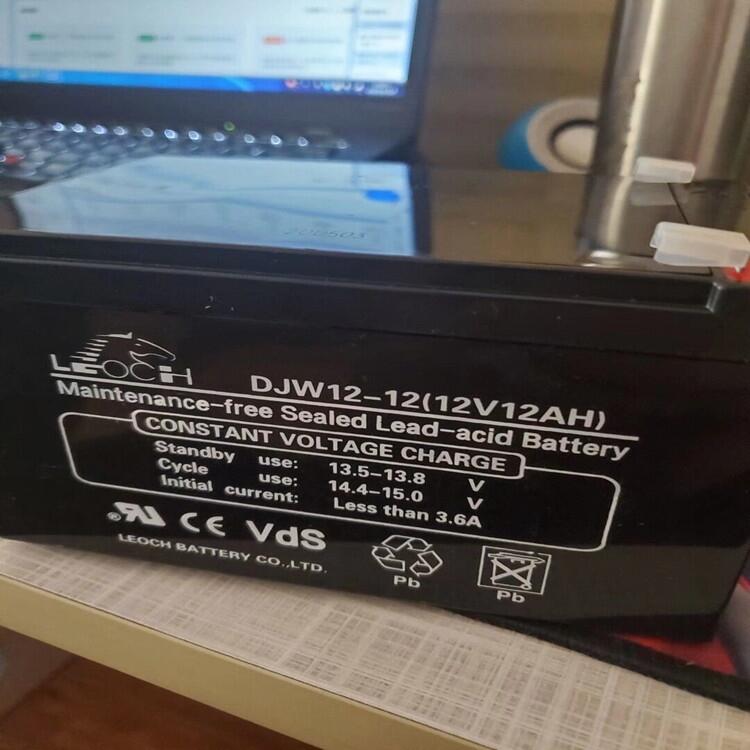 LEOCH
DJW12-12(12V12AH)
Maintenance-free Sealed Lead-acid Battery
CONSTANT VOLTAGE CHARGE
Standby use: 13.5-13.8 V
Cycle use: 14.4-15.0 V
Initial current: Less than 3.6A
® CE VdS
LEOCH BATTERY CO.,LTD.
Pb
Pb